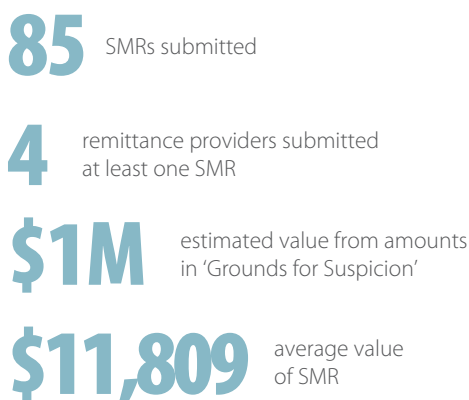 85 SMRs submitted
4 remittance providers submitted
at least one SMR
$1M estimated value from amounts
in ‘Grounds for Suspicion’
$11,809 average value
of SMR